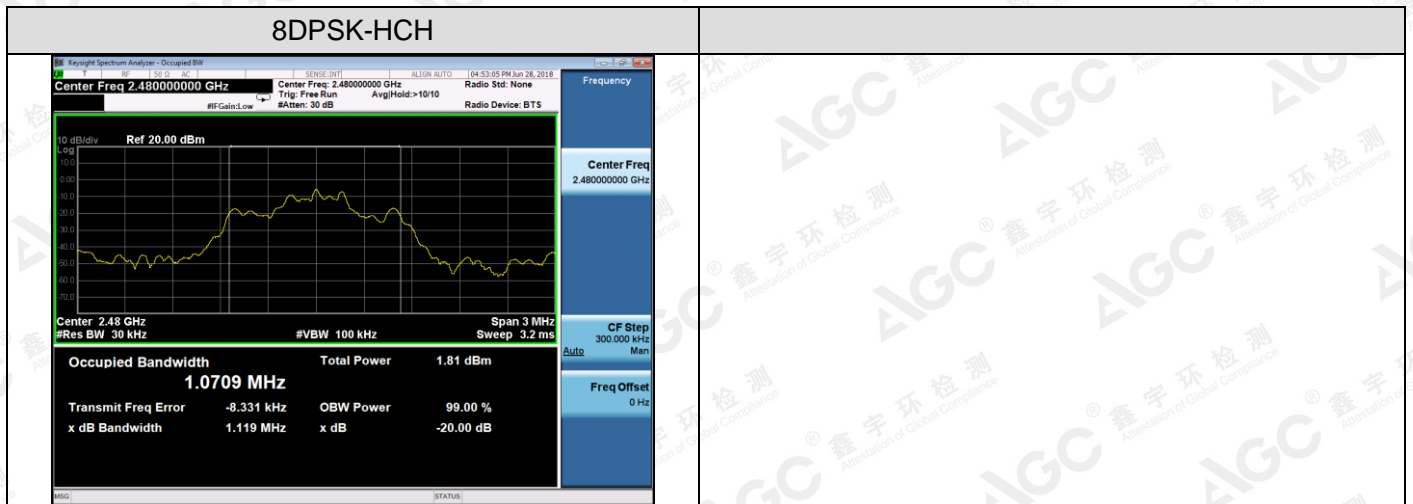 8DPSK-HCH
Keysight Spectrum Analyzer - Occupied BW
T RF 50 Ω AC SENSE:INT ALIGN AUTO 04:53:05 PM Jun 28, 2018
Center Freq 2.480000000 GHz
Center Freq: 2.480000000 GHz
Radio Std: None
Trig: Free Run Avg|Hold:>10/10
#IFGain:Low
#Atten: 30 dB
Radio Device: BTS
Frequency
10 dB/div Ref 20.00 dBm
Log
10.0
0.00
-10.0
-20.0
-30.0
-40.0
-50.0
-60.0
-70.0
Center 2.48 GHz Span 3 MHz
#Res BW 30 kHz #VBW 100 kHz Sweep 3.2 ms
Center Freq
2.480000000 GHz
CF Step
300.000 kHz
Auto Man
Freq Offset
0 Hz
Occupied Bandwidth Total Power 1.81 dBm
1.0709 MHz
Transmit Freq Error -8.331 kHz OBW Power 99.00 %
x dB Bandwidth 1.119 MHz x dB -20.00 dB
MSG STATUS
AGC ® 鑫宇环检测
Attestation of Global Compliance